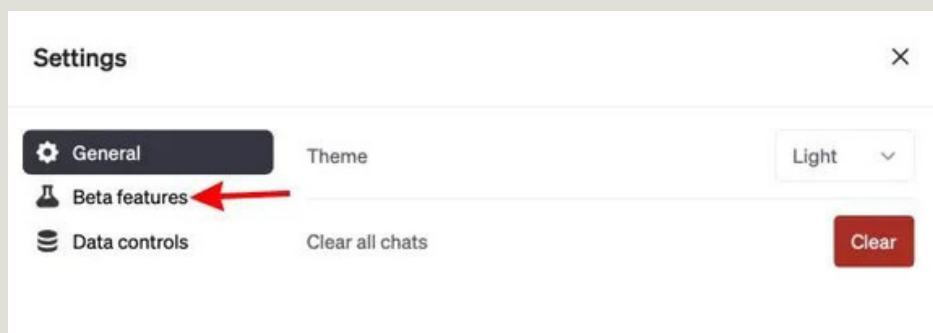 Settings
General
Theme
Light
Beta features
Data controls
Clear all chats
Clear